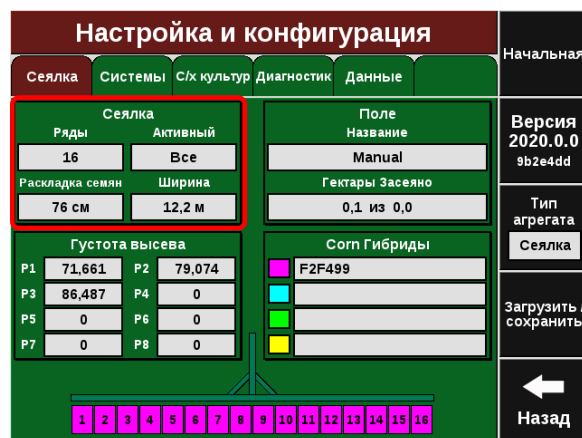 Настройка и конфигурация
Начальная
Сеялка Системы С/х культур Диагностик Данные
Сеялка
Ряды Активный
16 Все
Раскладка семян Ширина
76 см 12,2 м
Поле
Название
Manual
Гектары Засеяно
0,1 из 0,0
Версия
2020.0.0
9b2e4dd
Тип
агрегата
Сеялка
Густота высева
P1 71,661 P2 79,074
P3 86,487 P4 0
P5 0 P6 0
P7 0 P8 0
Corn Гибриды
F2F499
Загрузить /
сохранить
1 2 3 4 5 6 7 8 9 10 11 12 13 14 15 16
Назад